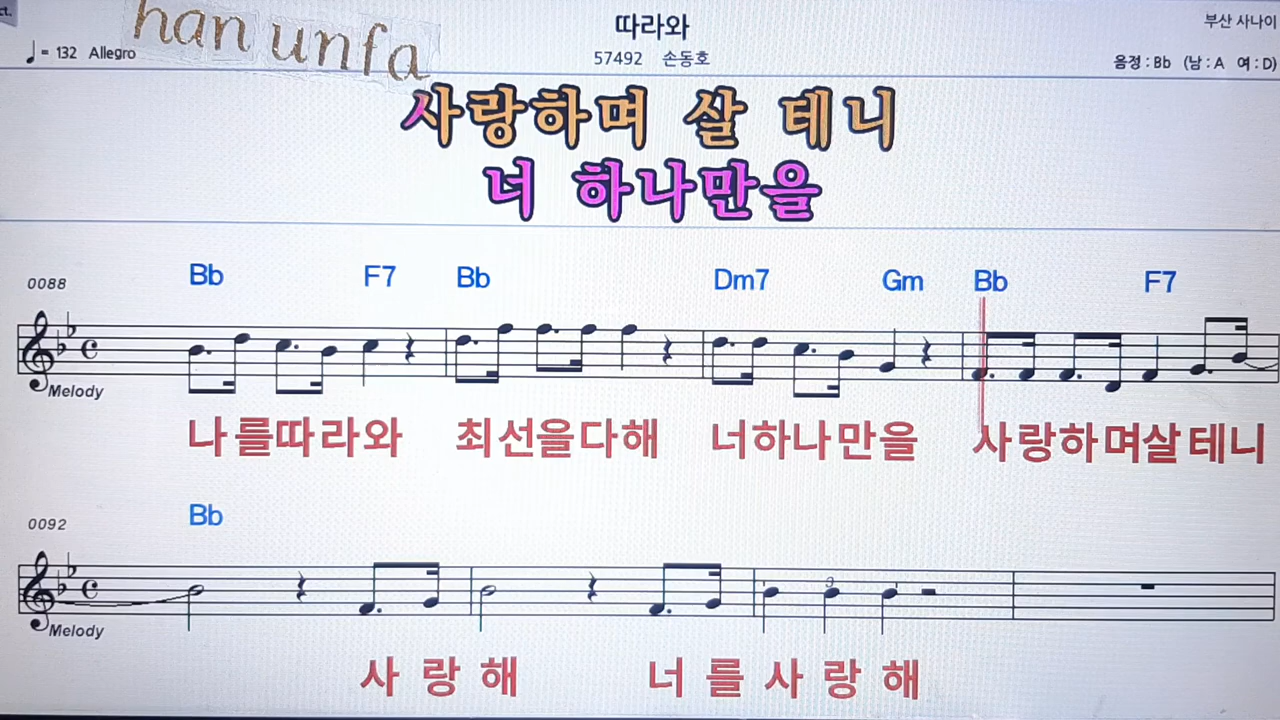 ct.
han unfa
따라와
부산 사나이
♩= 132 Allegro
57492 손동호
음정 : Bb (남 : A 여 : D)
사랑하며 살 테니
너 하나만을
0088 Bb F7 Bb Dm7 Gm Bb F7
Melody
나를따라와 최선을다해 너하나만을 사랑하며살테니
0092 Bb
3
Melody
사랑해 너를사랑해